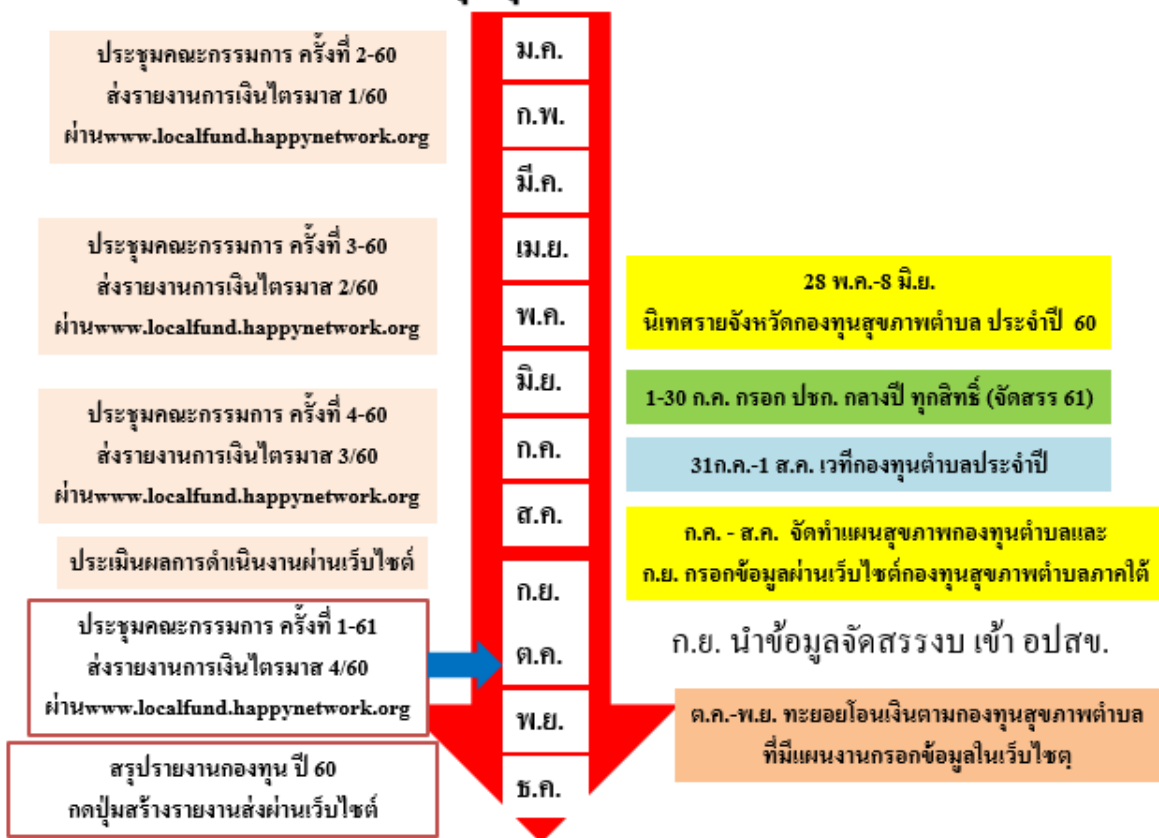 ประชุมคณะกรรมการ ครั้งที่ 2-60
ส่งรายงานการเงินไตรมาส 1/60
ผ่านwww.localfund.happynetwork.org
ประชุมคณะกรรมการ ครั้งที่ 3-60
ส่งรายงานการเงินไตรมาส 2/60
ผ่านwww.localfund.happynetwork.org
ประชุมคณะกรรมการ ครั้งที่ 4-60
ส่งรายงานการเงินไตรมาส 3/60
ผ่านwww.localfund.happynetwork.org
ประเมินผลการดำเนินงานผ่านเว็บไซต์
ประชุมคณะกรรมการ ครั้งที่ 1-61
ส่งรายงานการเงินไตรมาส 4/60
ผ่านwww.localfund.happynetwork.org
สรุปรายงานกองทุน ปี 60
กดปุ่มสร้างรายงานส่งผ่านเว็บไซต์
ม.ค.
ก.พ.
มี.ค.
เม.ย.
พ.ค.
มิ.ย.
ก.ค.
ส.ค.
ก.ย.
ต.ค.
พ.ย.
ธ.ค.
28 พ.ค.-8 มิ.ย.
นิเทศรายจังหวัดกองทุนสุขภาพตำบล ประจำปี 60
1-30 ก.ค. กรอก ปชก. กลางปี ทุกสิทธิ์ (จัดสรร 61)
31ก.ค.-1 ส.ค. เวทีกองทุนตำบลประจำปี
ก.ค. - ส.ค. จัดทำแผนสุขภาพกองทุนตำบลและ
ก.ย. กรอกข้อมูลผ่านเว็บไซต์กองทุนสุขภาพตำบลภาคใต้
ก.ย. นำข้อมูลจัดสรรงบ เข้า อปสข.
ต.ค.-พ.ย. ทะยอยโอนเงินตามกองทุนสุขภาพตำบล
ที่มีแผนงานกรอกข้อมูลในเว็บไซตฺ